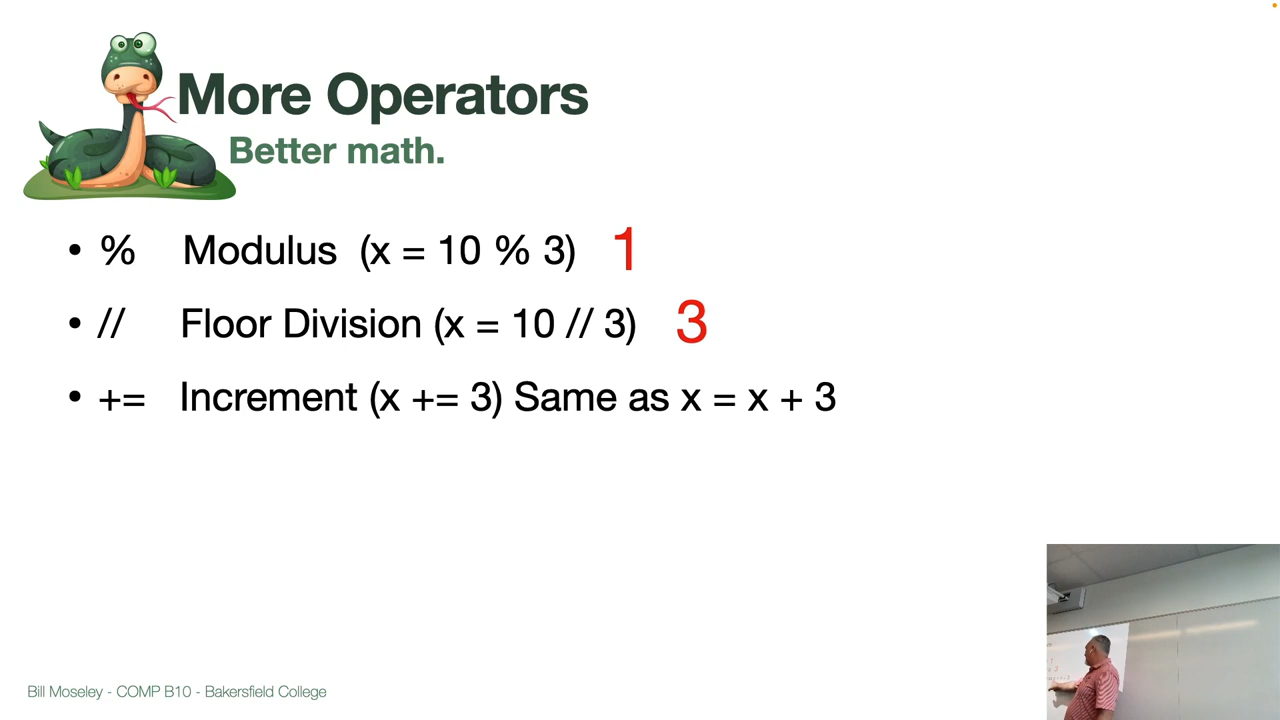 More Operators
Better math.
• % Modulus (x = 10 % 3) 1
• // Floor Division (x = 10 // 3) 3
• += Increment (x += 3) Same as x = x + 3
Bill Moseley - COMP B10 - Bakersfield College